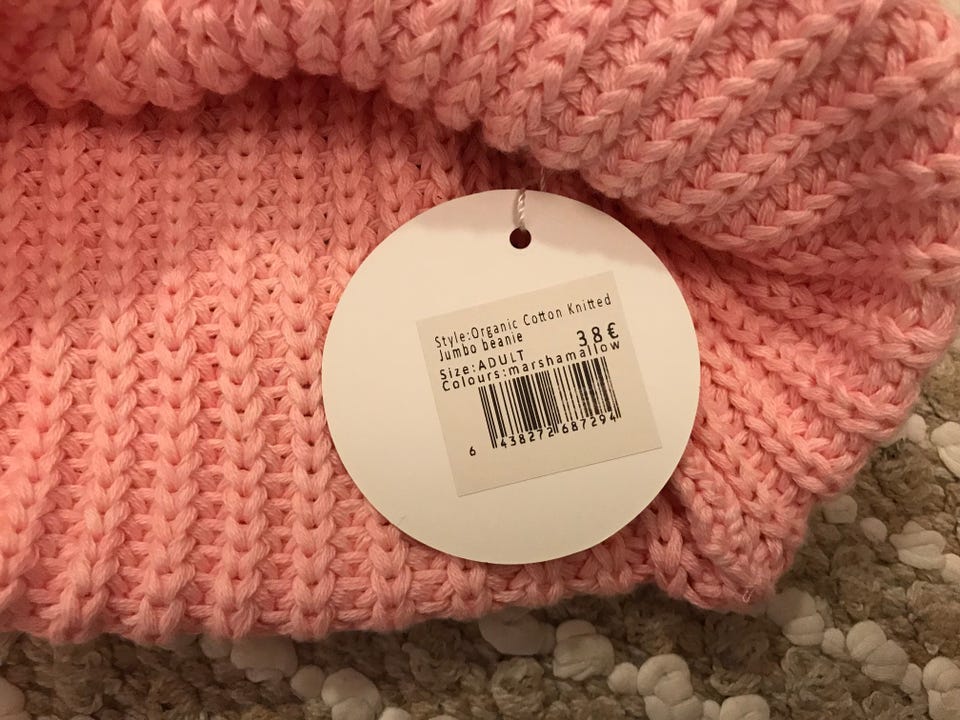 Style:Organic Cotton Knitted
Jumbo beanie
38€
Size:ADULT
Colours:marshamallow
6 438272 687294